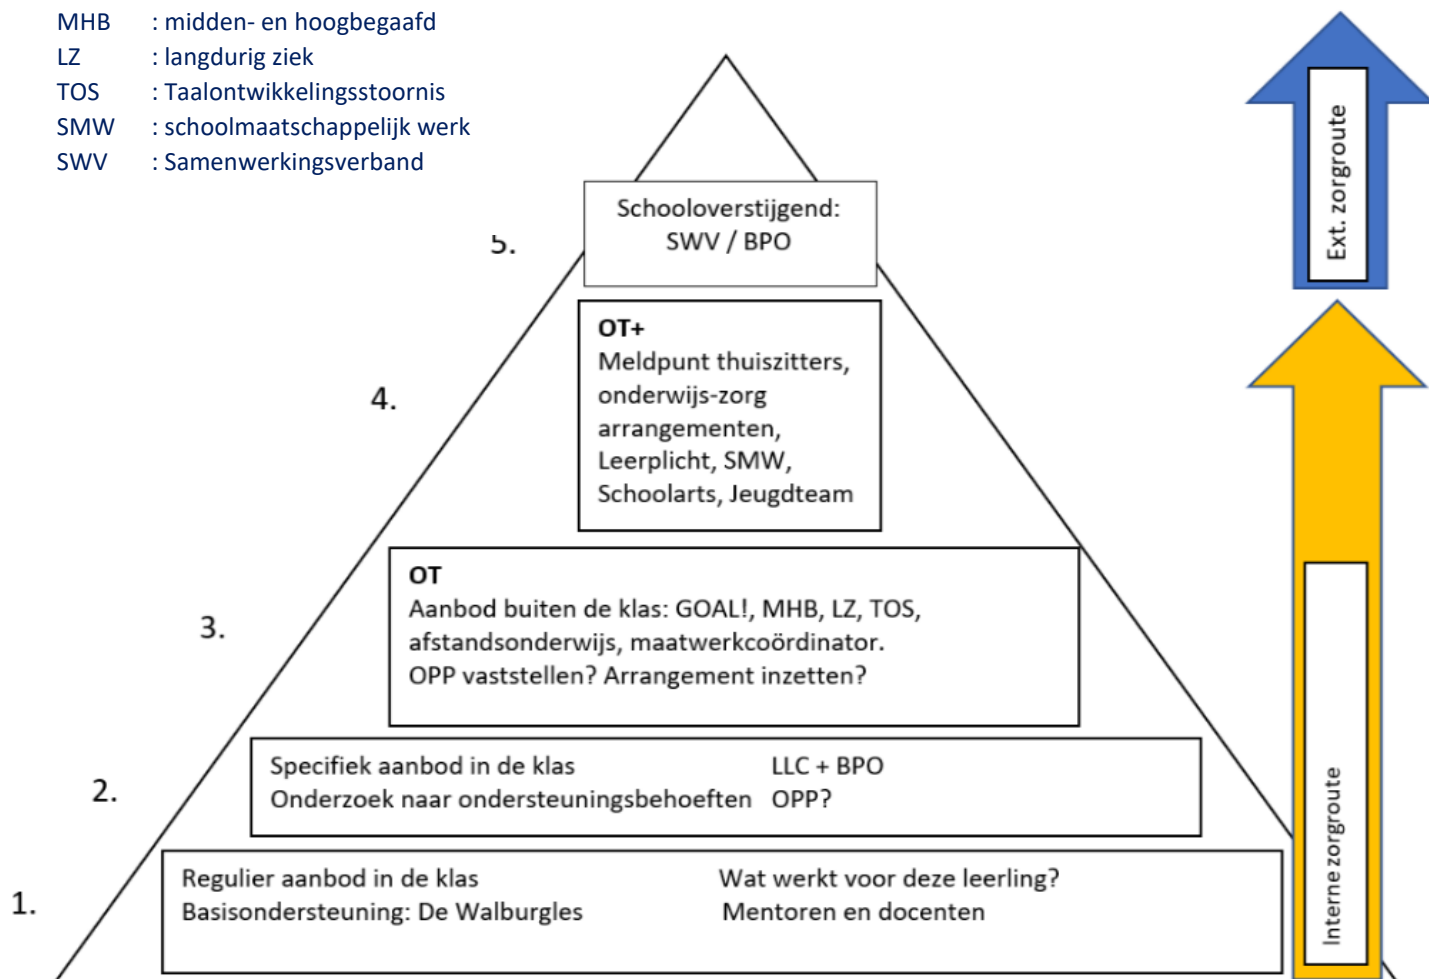 MHB : midden- en hoogbegaafd
LZ : langdurig ziek
TOS : Taalontwikkelingsstoornis
SMW : schoolmaatschappelijk werk
SWV : Samenwerkingsverband
Ext. zorgroute
5.
Schooloverstijgend:
SWV / BPO
4.
OT+
Meldpunt thuiszitters,
onderwijs-zorg
arrangementen,
Leerplicht, SMW,
Schoolarts, Jeugdteam
3.
OT
Aanbod buiten de klas: GOAL!, MHB, LZ, TOS,
afstandsonderwijs, maatwerkcoördinator.
OPP vaststellen? Arrangement inzetten?
2.
Specifiek aanbod in de klas LLC + BPO
Onderzoek naar ondersteuningsbehoeften OPP?
1.
Regulier aanbod in de klas Wat werkt voor deze leerling?
Basisondersteuning: De Walburgles Mentoren en docenten
Interne zorgroute